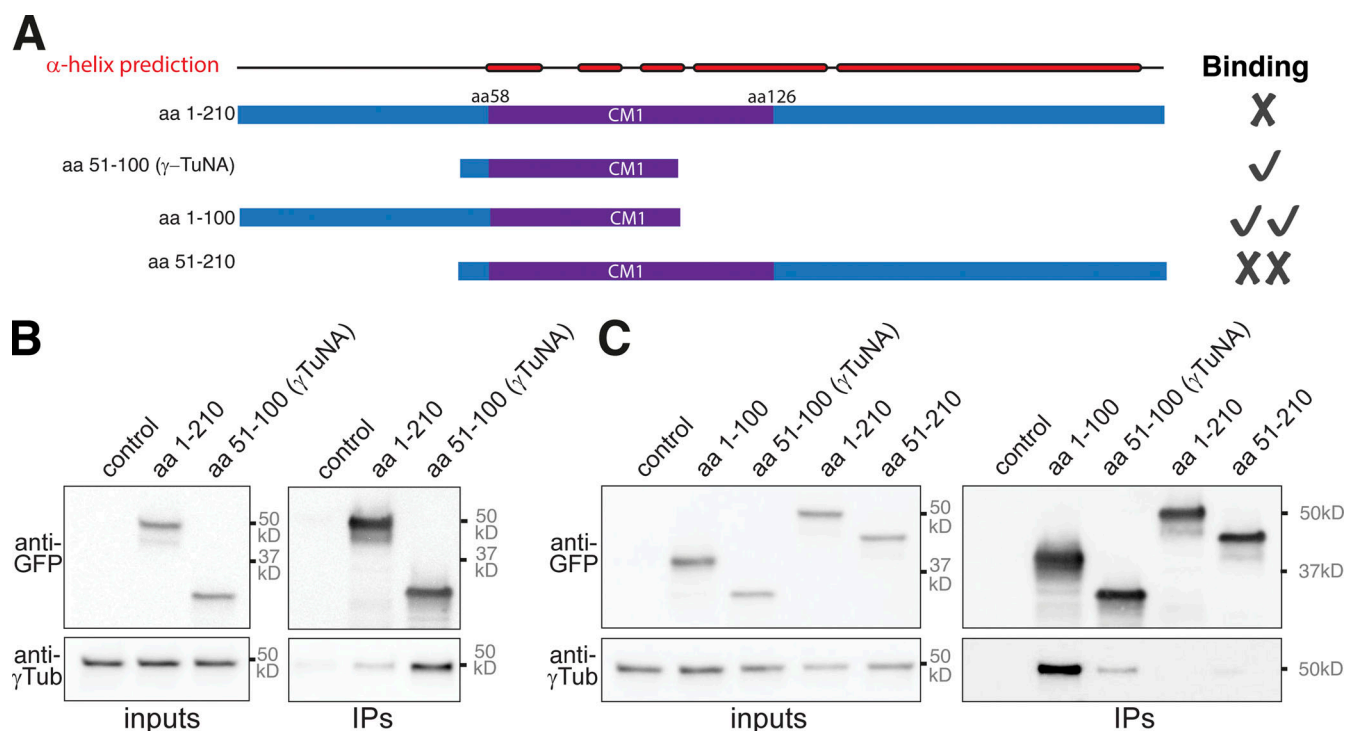 A
α-helix prediction
Binding
aa58
aa126
aa 1-210
CM1
✗
aa 51-100 (γ–TuNA)
CM1
✓
aa 1-100
CM1
✓✓
aa 51-210
CM1
✗✗
B
control
aa 1-210
aa 51-100 (γTuNA)
control
aa 1-210
aa 51-100 (γTuNA)
anti-
GFP
50
kD
37
kD
50
kD
37
kD
anti-
γTub
50
kD
50
kD
inputs
IPs
C
control
aa 1-100
aa 51-100 (γTuNA)
aa 1-210
aa 51-210
control
aa 1-100
aa 51-100 (γTuNA)
aa 1-210
aa 51-210
anti-
GFP
50
kD
37
kD
50kD
37kD
anti-
γTub
50
kD
50kD
inputs
IPs